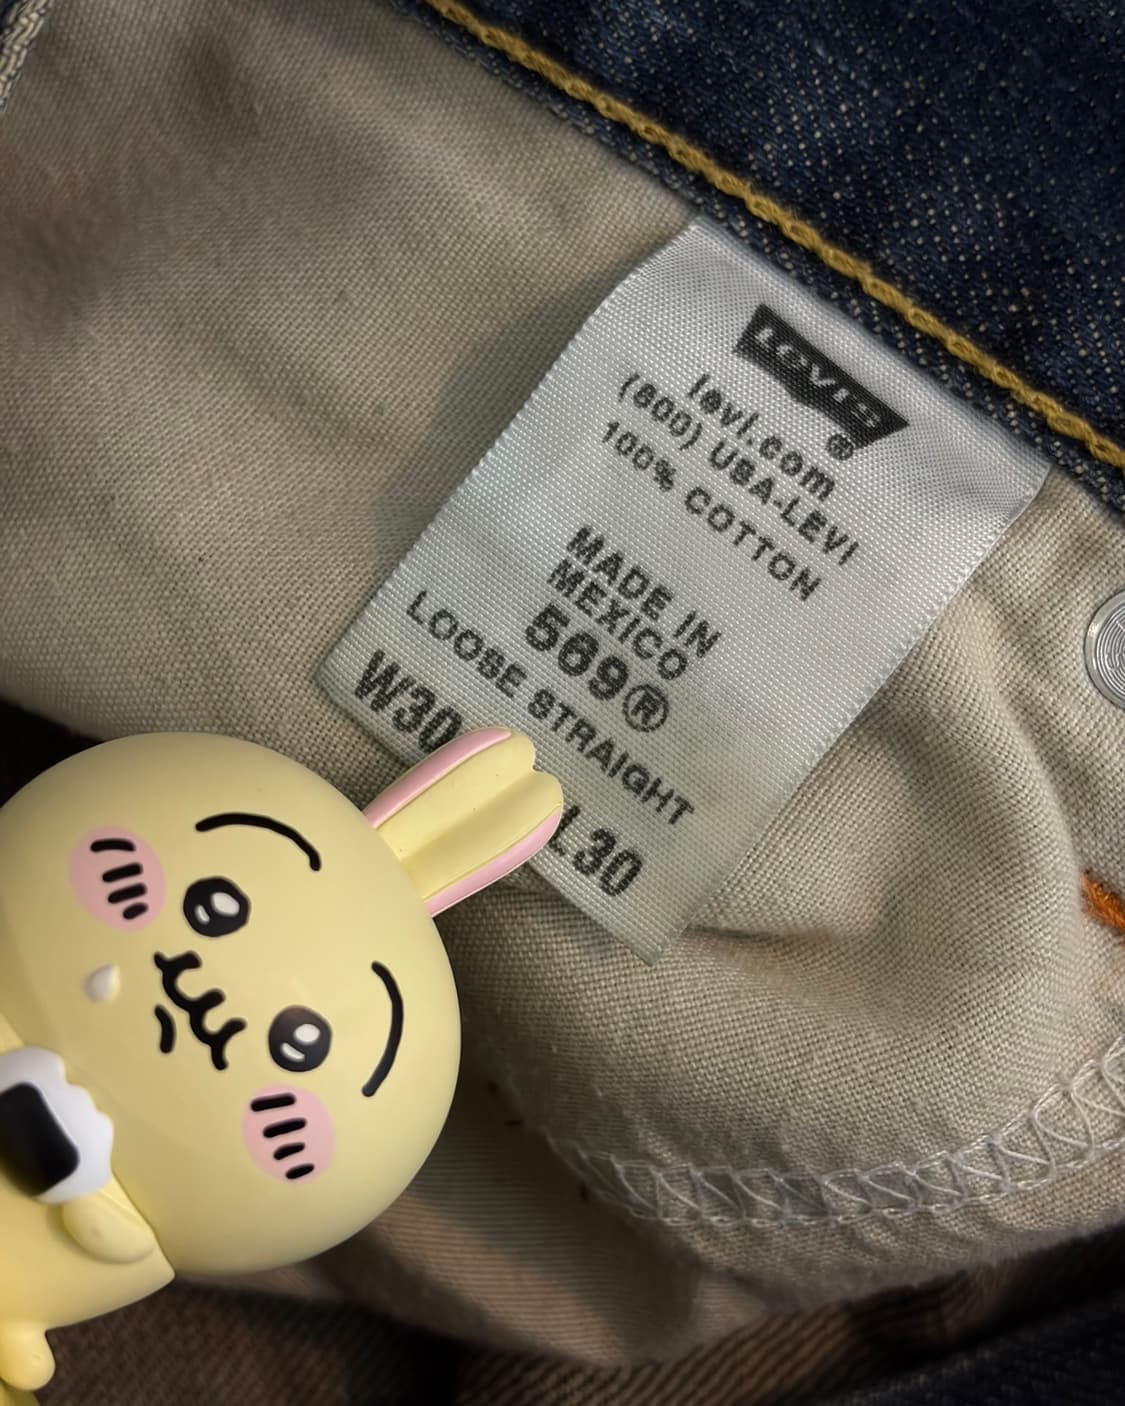 LEVI'S
®
levi.com
(800) USA-LEVI
100% COTTON
MADE IN
MEXICO
569®
LOOSE STRAIGHT
W30 L30